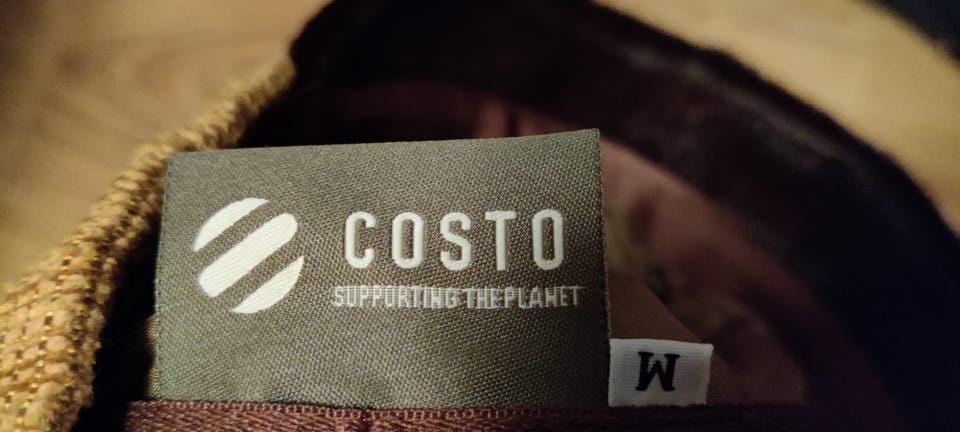 COSTO
SUPPORTING THE PLANET
M